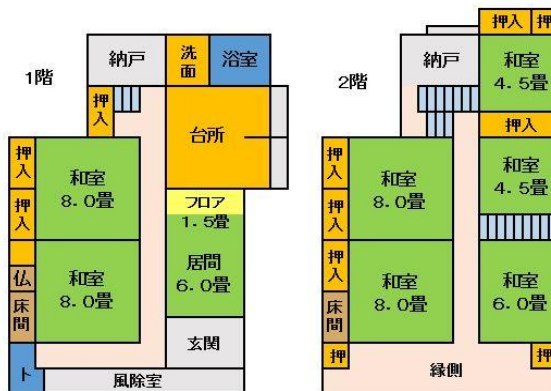 1階
納戸
洗面
浴室
押入
台所
押入
和室
8.0畳
押入
フロア
1.5畳
居間
6.0畳
仏
和室
8.0畳
床間
玄関
ト
風除室
2階
押入
押
納戸
和室
4.5畳
押入
押入
和室
8.0畳
和室
4.5畳
押入
押入
和室
8.0畳
和室
6.0畳
床間
押
押
縁側